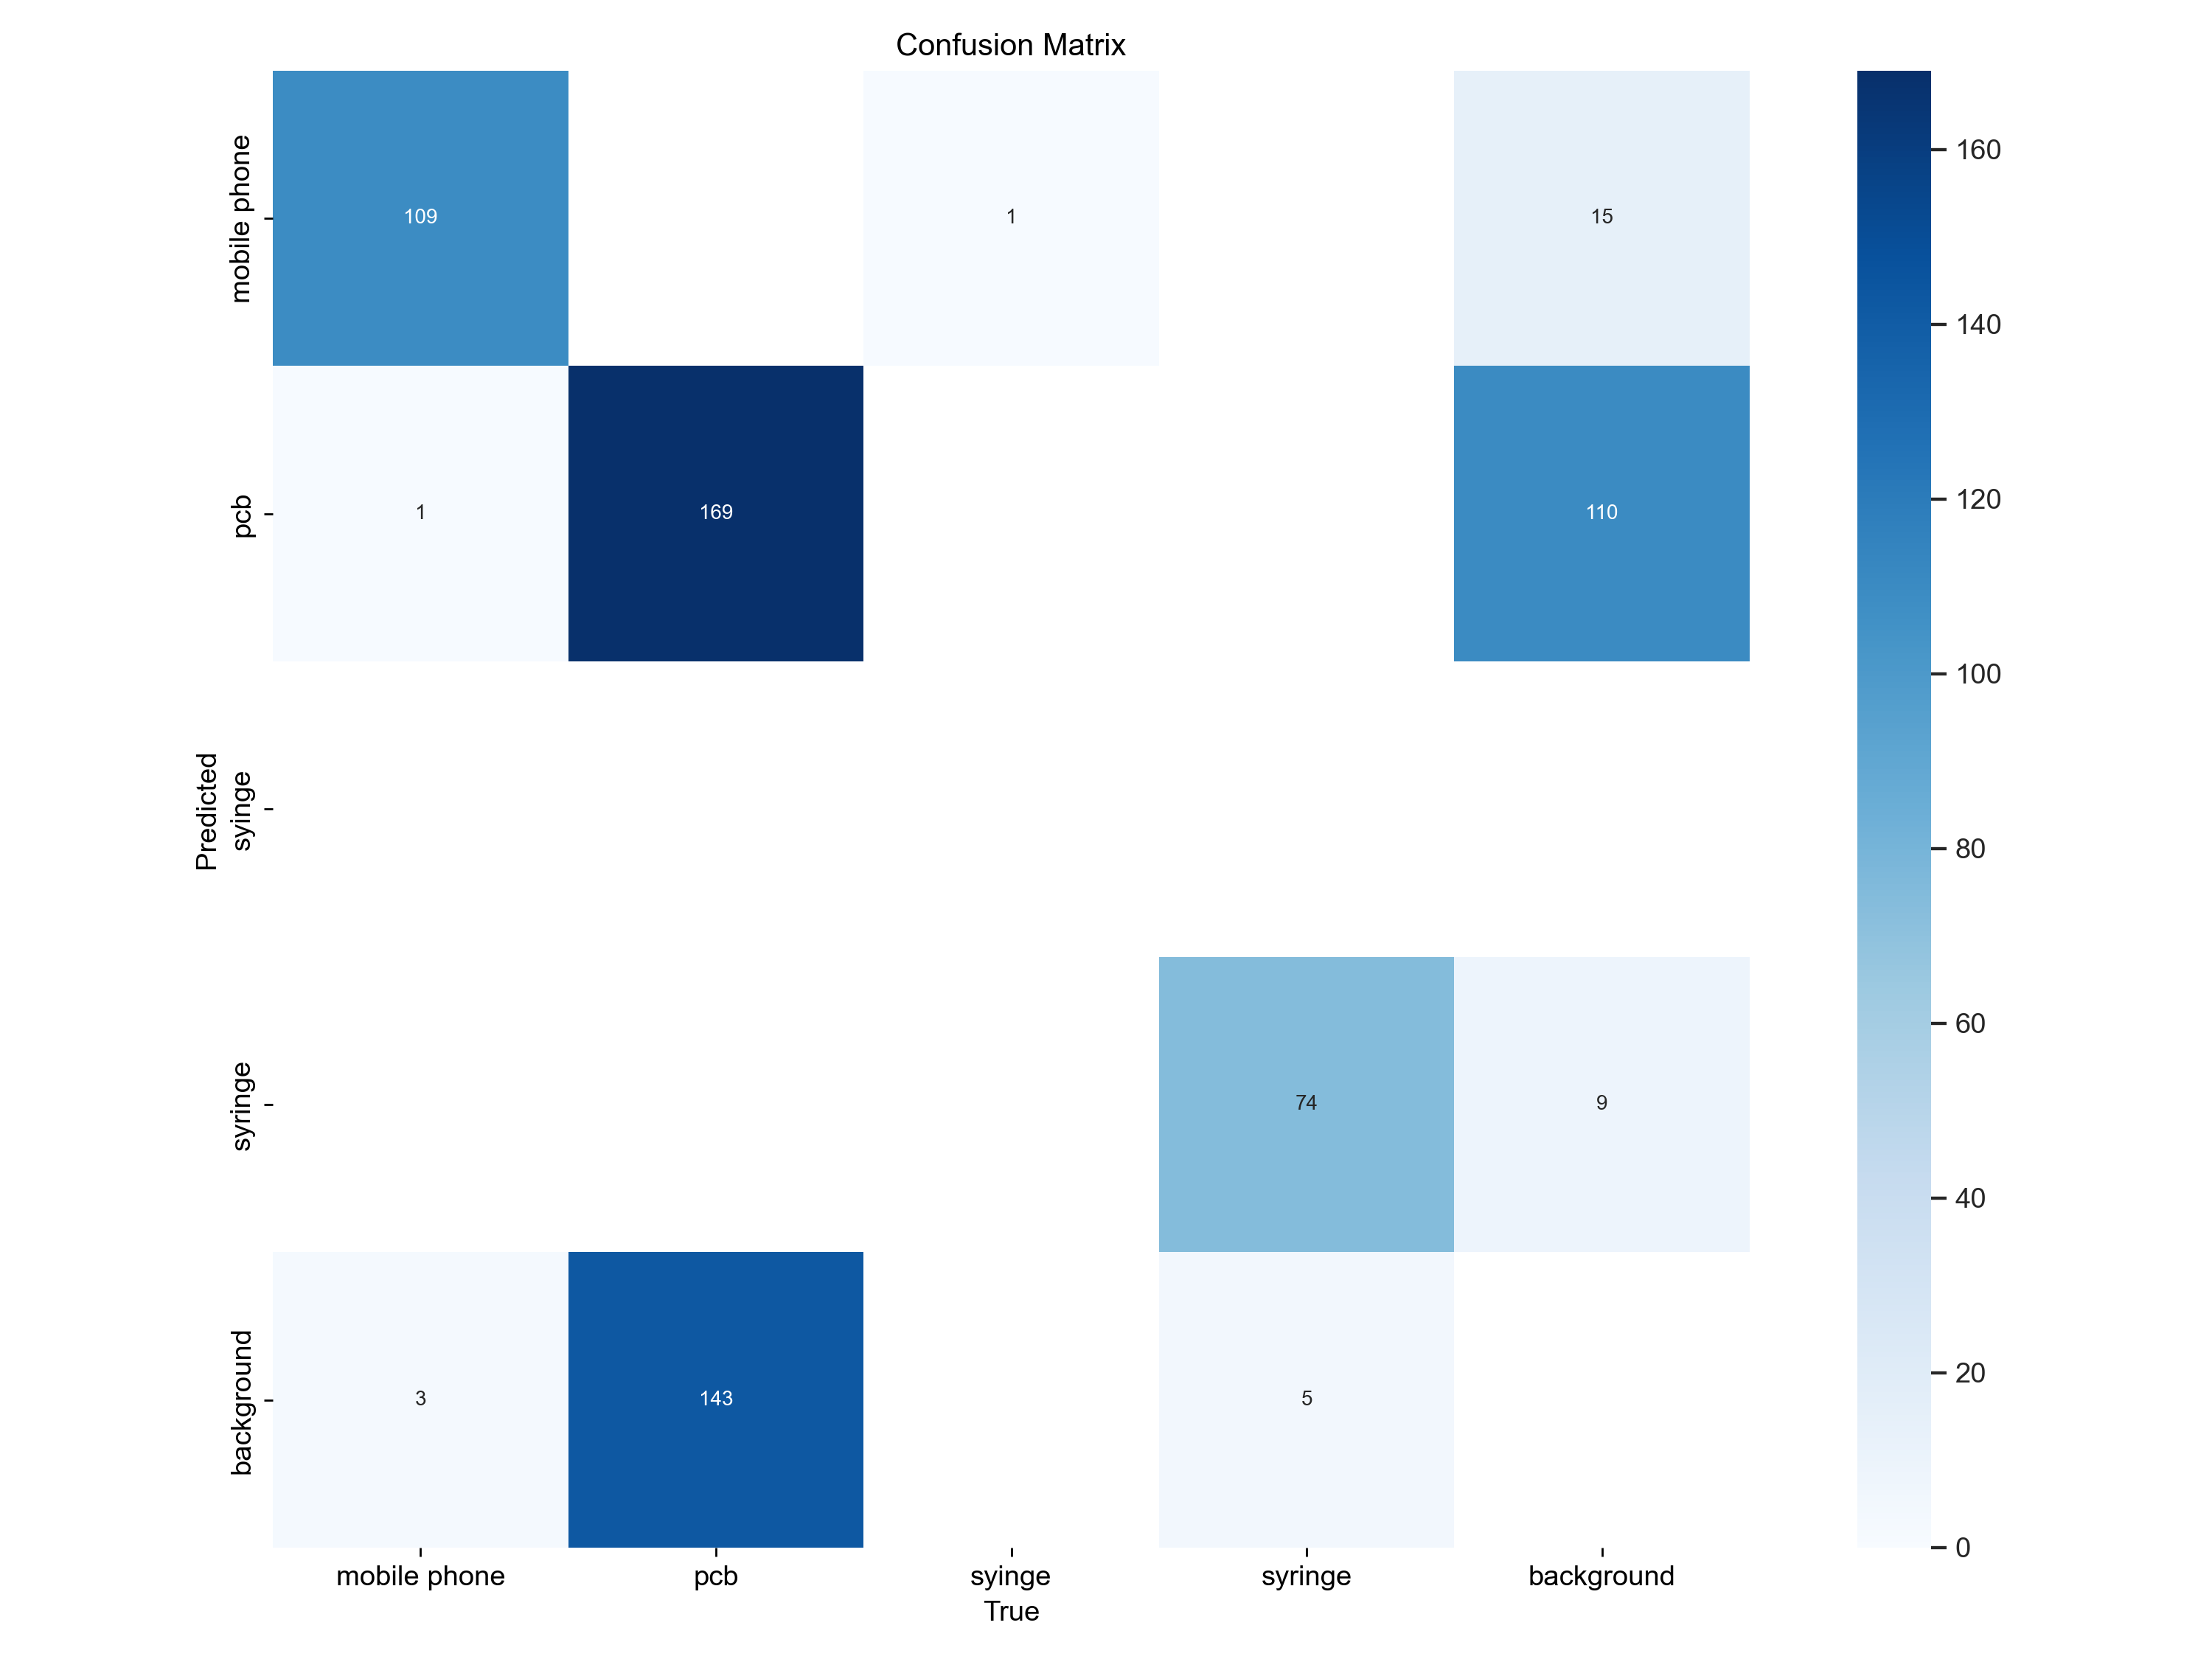 Confusion Matrix
mobile phone
109
1
15
160
140
pcb
1
169
110
120
100
Predicted
syinge
80
syringe
74
9
60
40
background
3
143
5
20
0
mobile phone
pcb
syinge
syringe
background
True